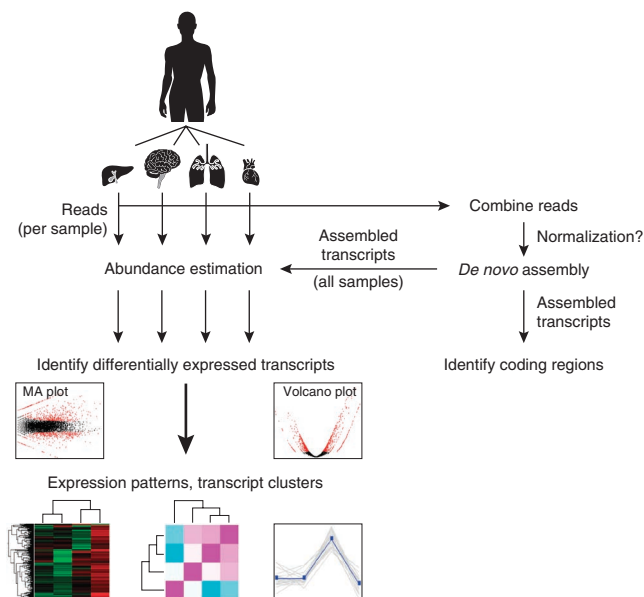 Reads
(per sample)
Combine reads
Normalization?
Assembled
transcripts
(all samples)
Abundance estimation
De novo assembly
Assembled
transcripts
Identify differentially expressed transcripts
Identify coding regions
MA plot
Volcano plot
Expression patterns, transcript clusters